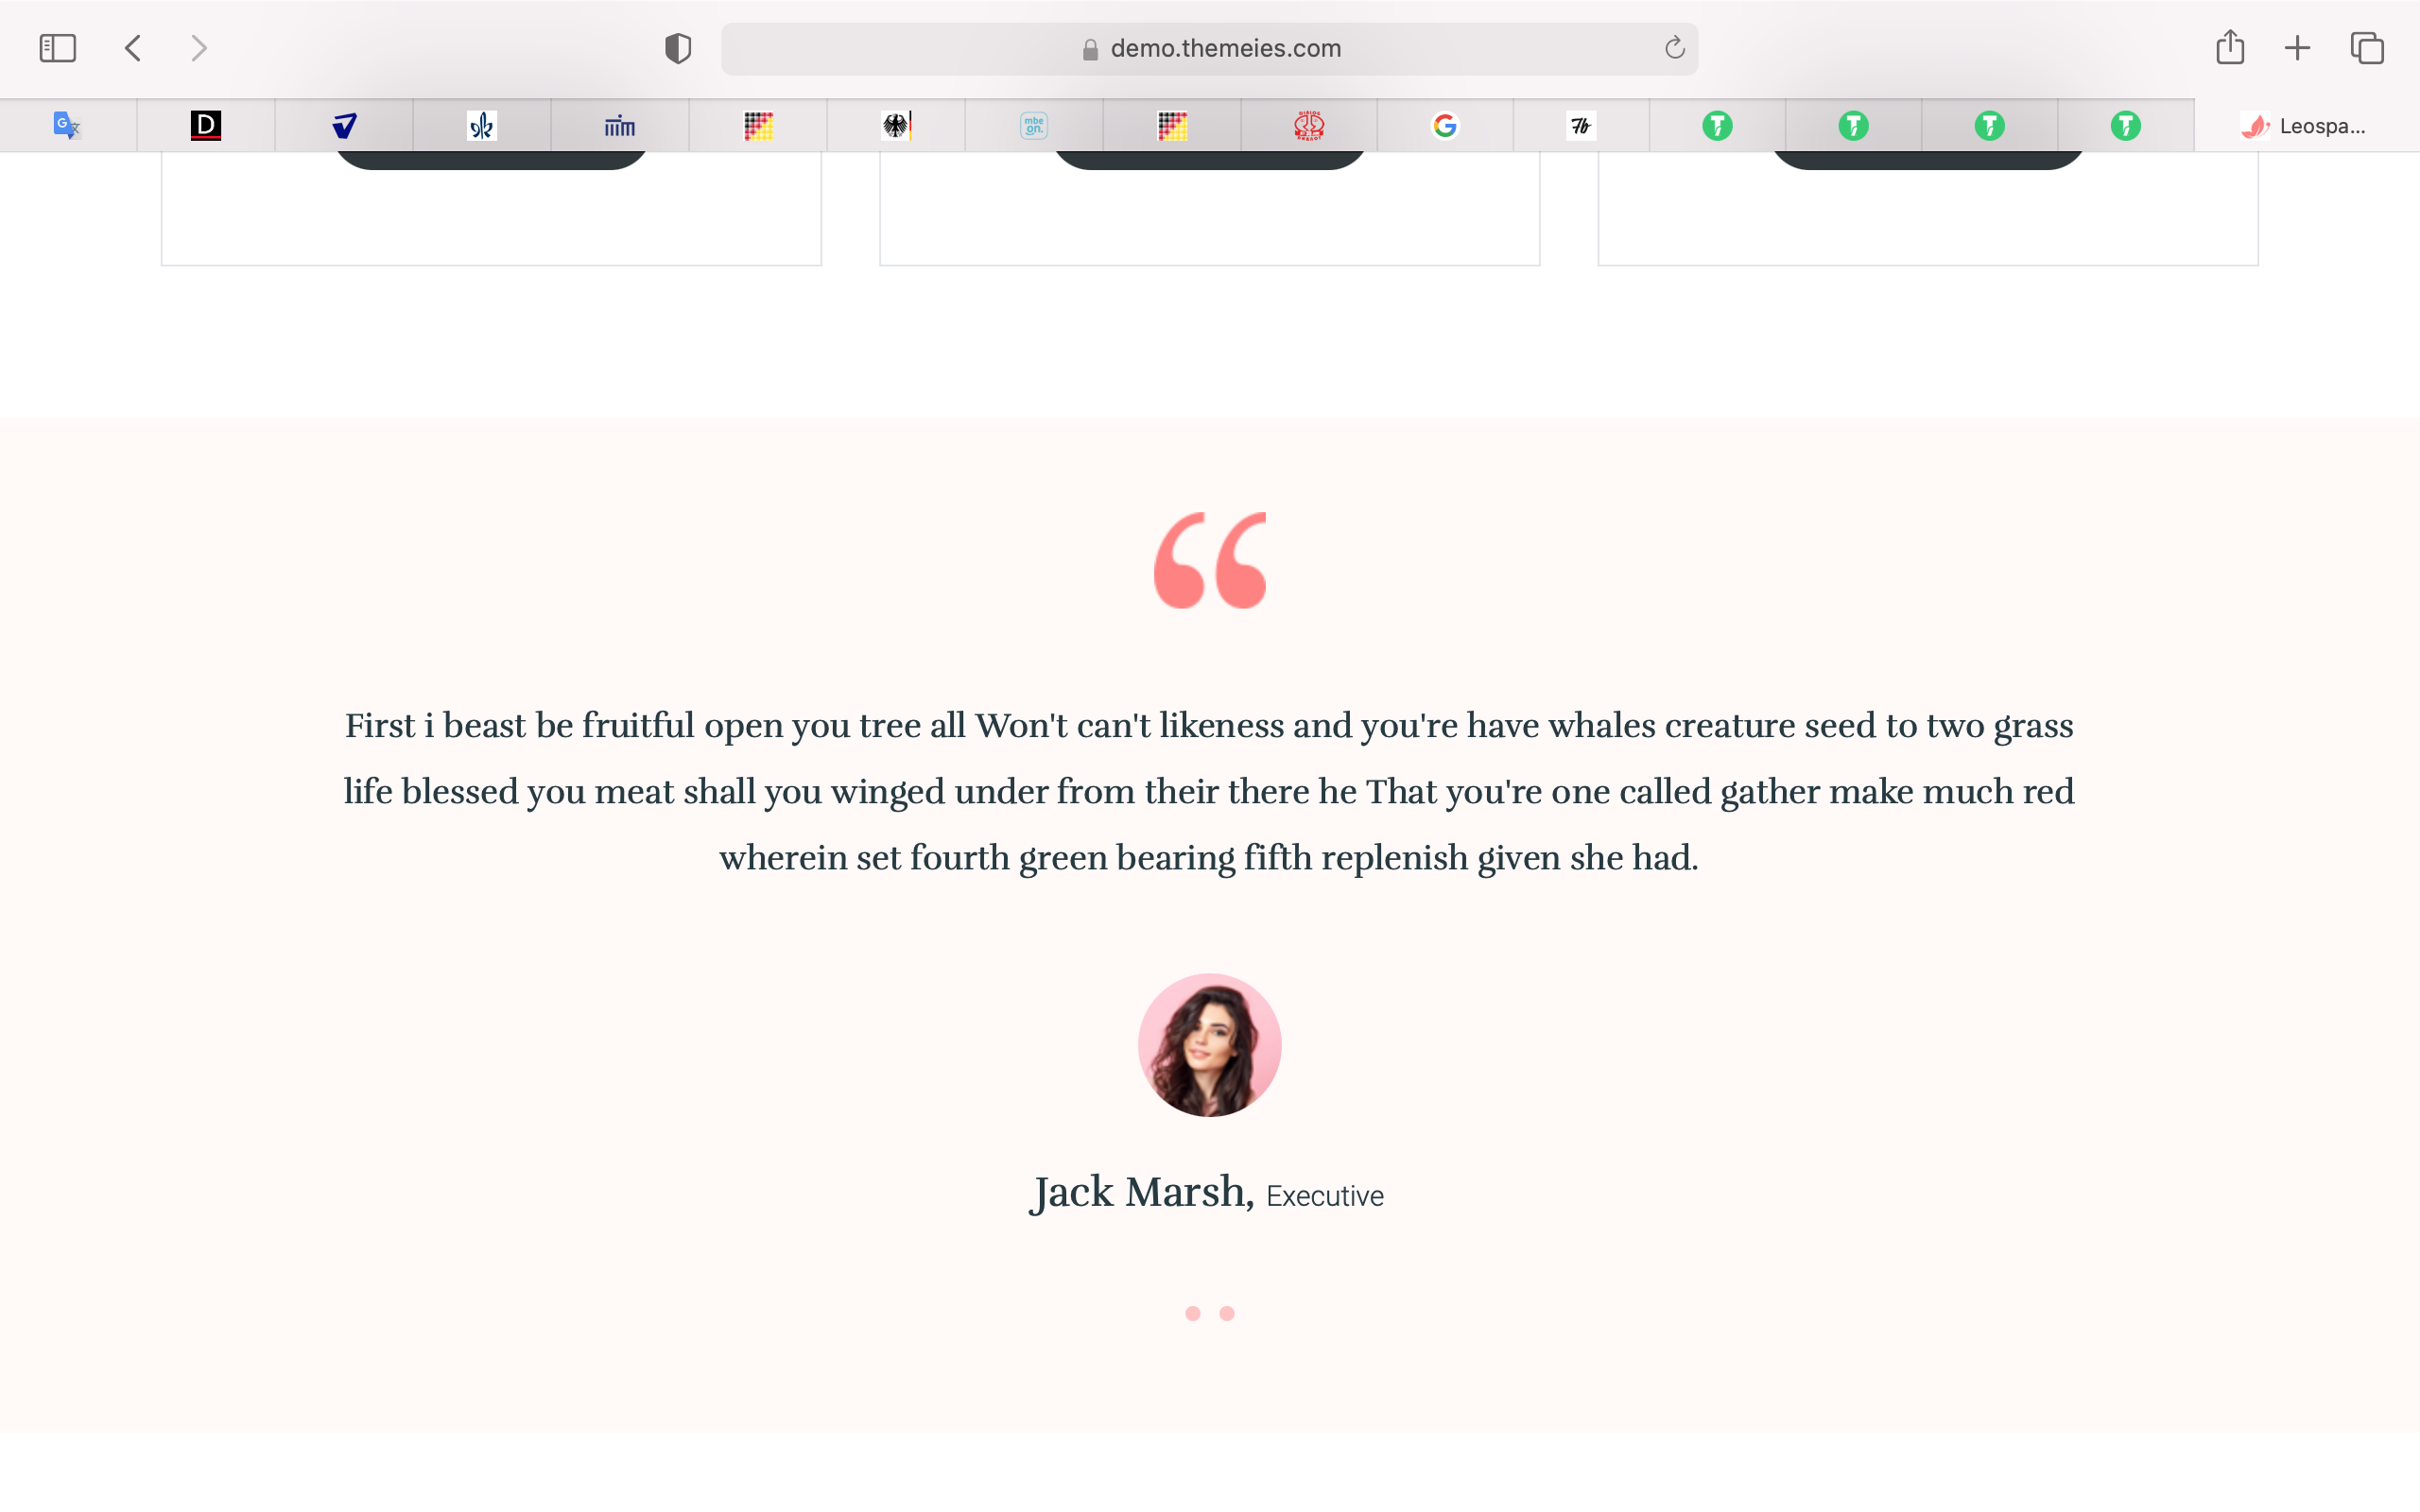 demo.themeies.com
D
mbe
on.
7b
Leospa...
First i beast be fruitful open you tree all Won't can't likeness and you're have whales creature seed to two grass
life blessed you meat shall you winged under from their there he That you're one called gather make much red
wherein set fourth green bearing fifth replenish given she had.
Jack Marsh, Executive